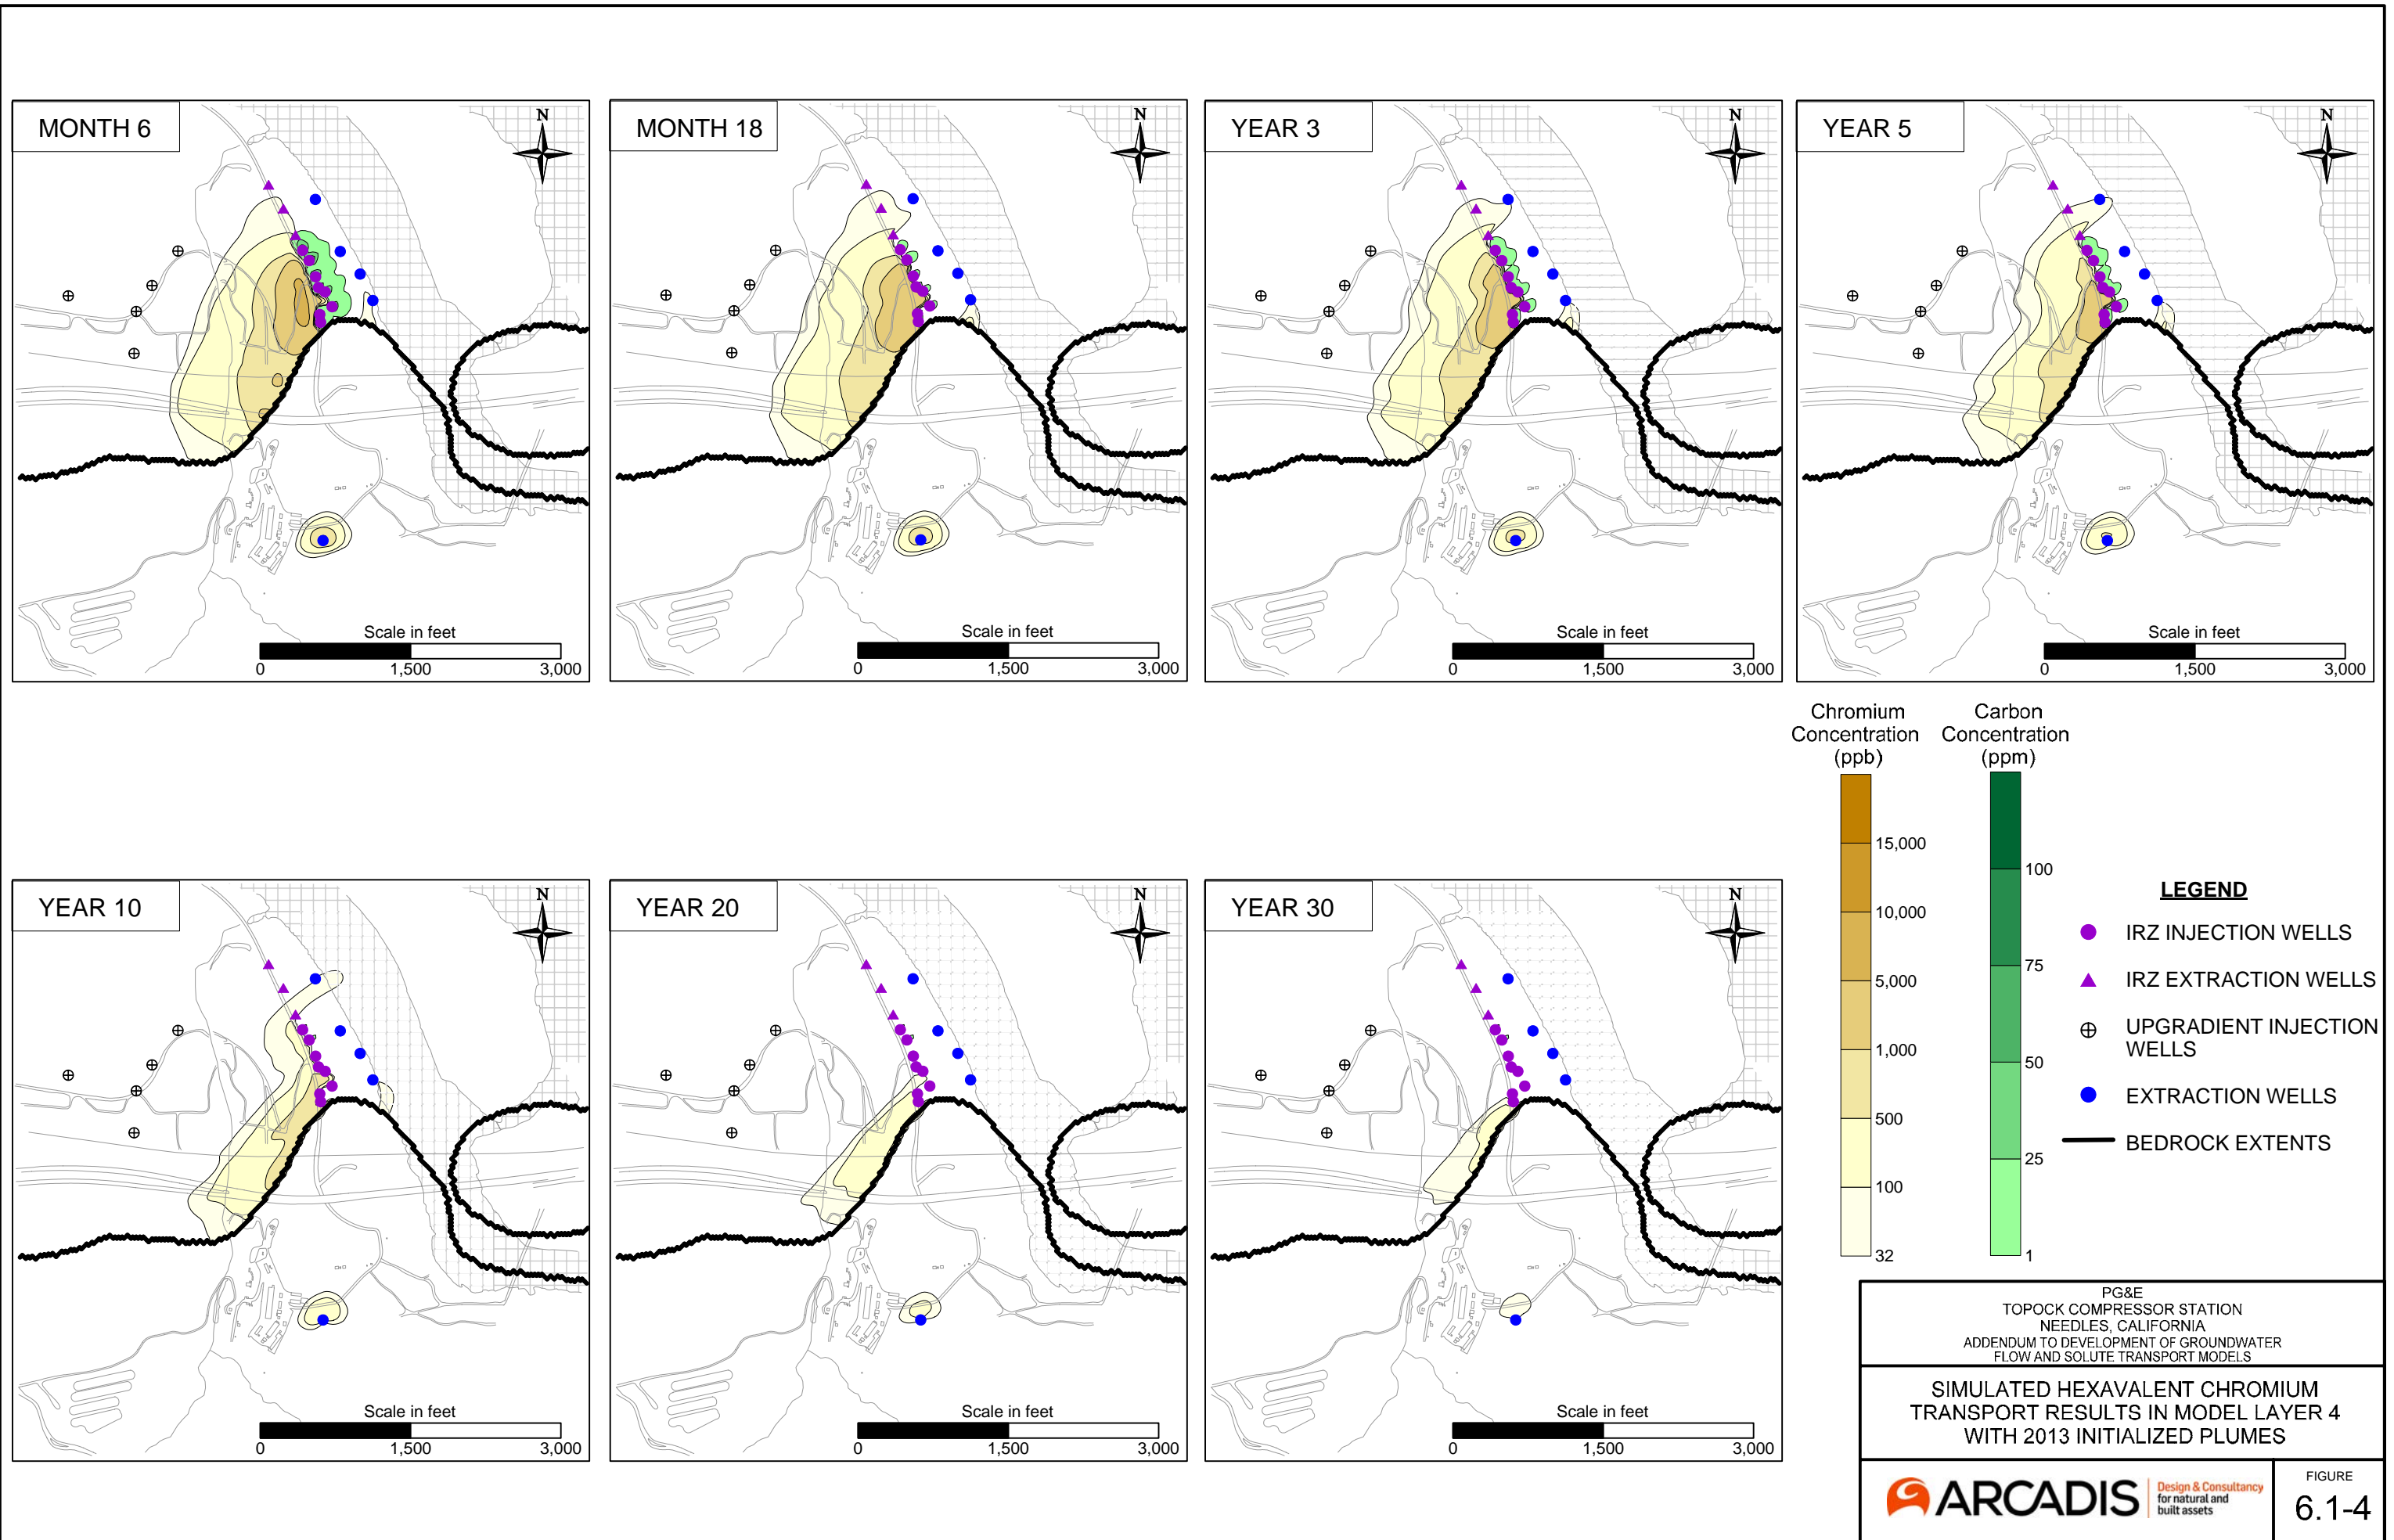 MONTH 6
N
Scale in feet
0 1,500 3,000
MONTH 18
N
Scale in feet
0 1,500 3,000
YEAR 3
N
Scale in feet
0 1,500 3,000
YEAR 5
N
Scale in feet
0 1,500 3,000
YEAR 10
N
Scale in feet
0 1,500 3,000
YEAR 20
N
Scale in feet
0 1,500 3,000
YEAR 30
N
Scale in feet
0 1,500 3,000
Chromium
Concentration
(ppb)
15,000
10,000
5,000
1,000
500
100
32
Carbon
Concentration
(ppm)
100
75
50
25
1
LEGEND
IRZ INJECTION WELLS
IRZ EXTRACTION WELLS
UPGRADIENT INJECTION
WELLS
EXTRACTION WELLS
BEDROCK EXTENTS
PG&E
TOPOCK COMPRESSOR STATION
NEEDLES, CALIFORNIA
ADDENDUM TO DEVELOPMENT OF GROUNDWATER
FLOW AND SOLUTE TRANSPORT MODELS
SIMULATED HEXAVALENT CHROMIUM
TRANSPORT RESULTS IN MODEL LAYER 4
WITH 2013 INITIALIZED PLUMES
ARCADIS
Design & Consultancy
for natural and
built assets
FIGURE
6.1-4